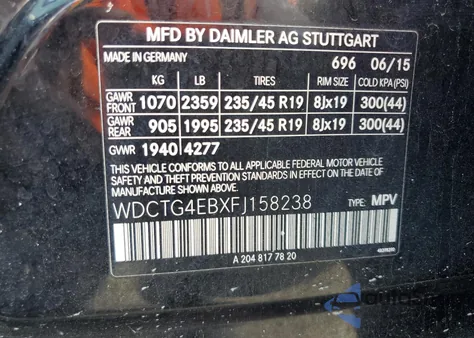 MFD BY DAIMLER AG STUTTGART
MADE IN GERMANY 696 06/15
KG LB TIRES RIM SIZE COLD KPA(PSI)
GAWR FRONT 1070 2359 235/45 R19 8Jx19 300(44)
GAWR REAR 905 1995 235/45 R19 8Jx19 300(44)
GVWR 1940 4277
THIS VEHICLE CONFORMS TO ALL APPLICABLE FEDERAL MOTOR VEHICLE
SAFETY AND THEFT PREVENTION STANDARDS IN EFFECT ON THE DATE OF
MANUFACTURE SHOWN ABOVE.
WDCTG4EBXFJ158238 TYPE: MPV
A 204 817 78 20